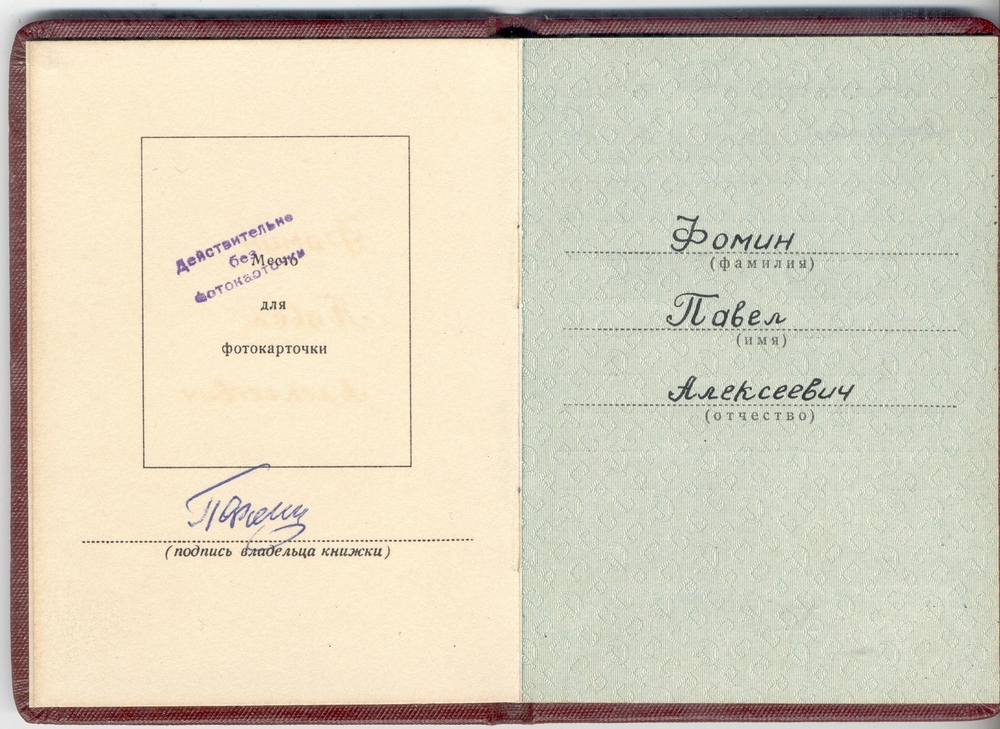 Действительно
без
фотокарточки
Место
для
фотокарточки
(подпись владельца книжки)
Фомин
(фамилия)
Павел
(имя)
Алексеевич
(отчество)